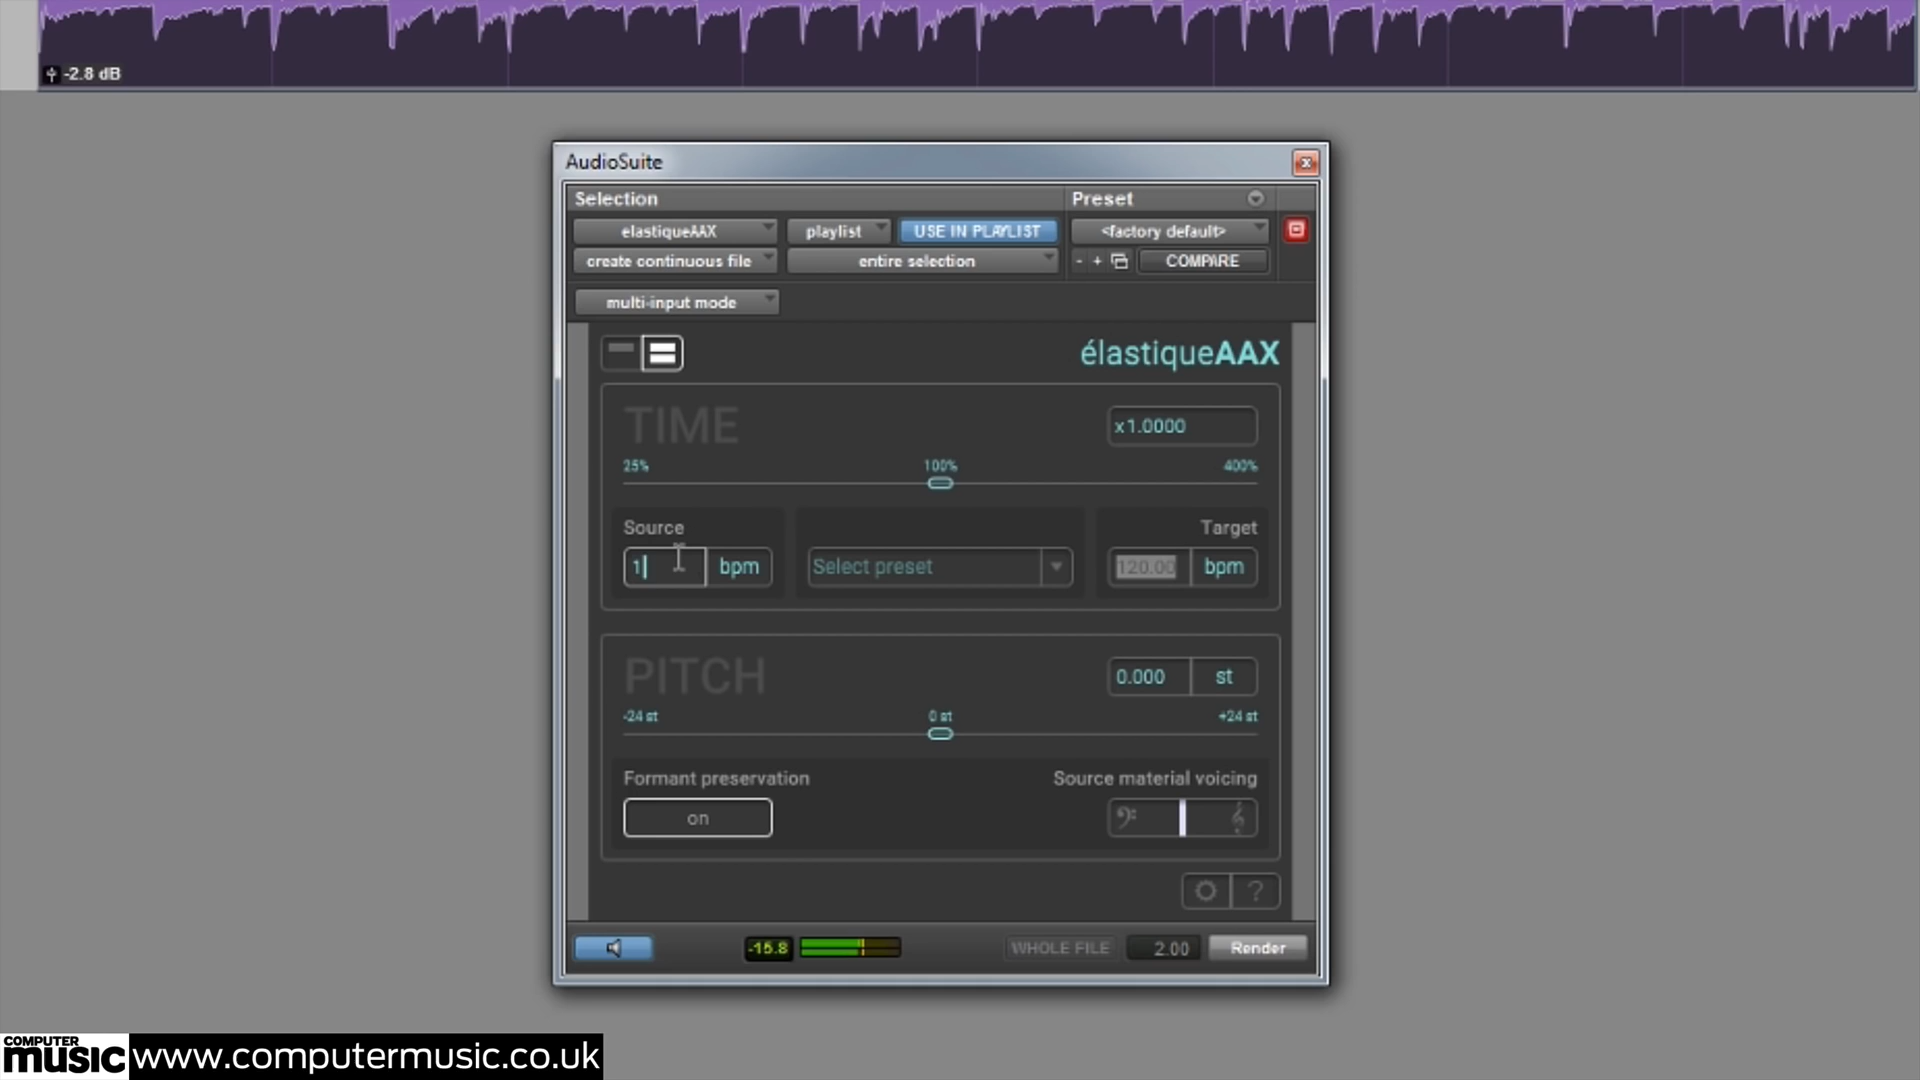 -2.8 dB
AudioSuite
Selection
Preset
elastiqueAAX
playlist
USE IN PLAYLIST
<factory default>
create continuous file
entire selection
- +
COMPARE
multi-input mode
élastiqueAAX
TIME
x1.0000
25%
100%
400%
Source
Target
1
bpm
Select preset
120.00
bpm
PITCH
0.000
st
-24 st
0 st
+24 st
Formant preservation
Source material voicing
on
?
-15.8
WHOLE FILE
2.00
Render
COMPUTER
music
www.computermusic.co.uk